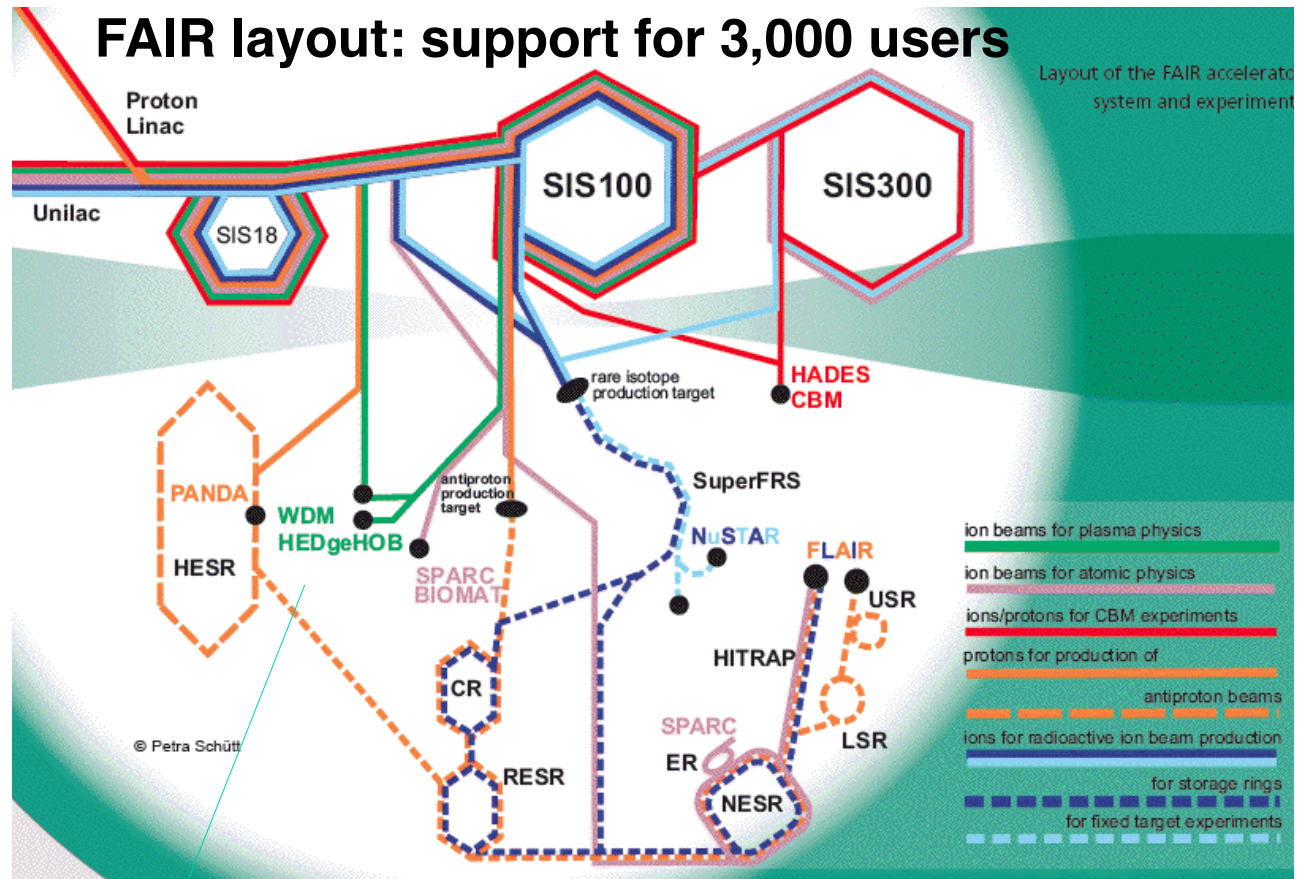 FAIR layout: support for 3,000 users
Layout of the FAIR accelerato
system and experiment
Proton
Linac
Unilac
SIS18
SIS100
SIS300
rare isotope
production target
HADES
CBM
PANDA
HESR
WDM
HEDgeHOB
antiproton
production
target
SPARC
BIOMAT
SuperFRS
NuSTAR
FLAIR
USR
HITRAP
LSR
CR
RESR
SPARC
ER
NESR
© Petra Schütt
ion beams for plasma physics
ion beams for atomic physics
ions/protons for CBM experiments
protons for production of
antiproton beams
ions for radioactive ion beam production
for storage rings
for fixed target experiments